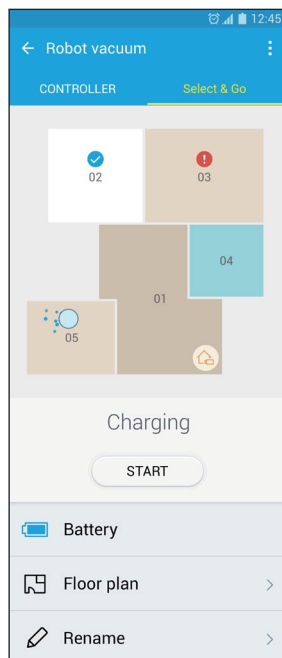 12:45
Robot vacuum
CONTROLLER
Select & Go
02
03
04
01
05
Charging
START
Battery
Floor plan
Rename